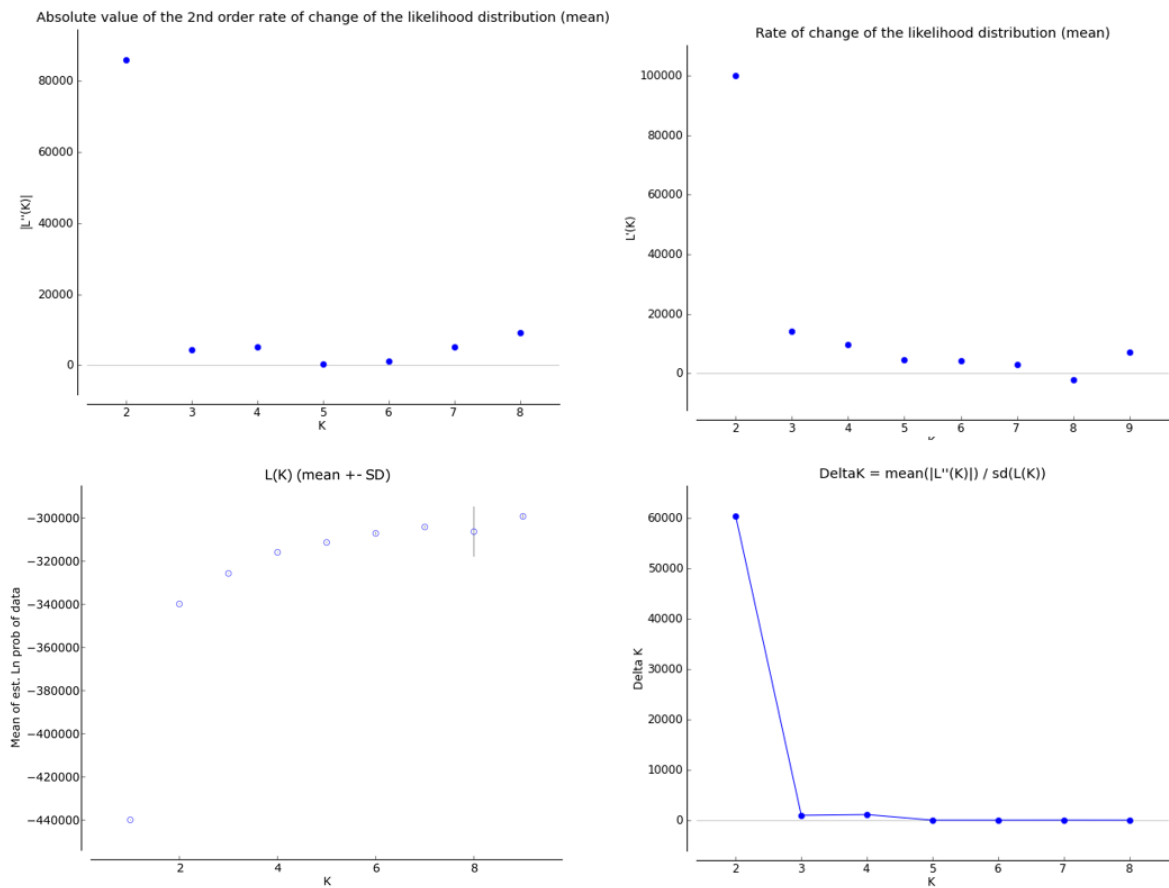 Absolute value of the 2nd order rate of change of the likelihood distribution (mean)
|L''(K)|
80000
60000
40000
20000
0
2 3 4 5 6 7 8
K
Rate of change of the likelihood distribution (mean)
L'(K)
100000
80000
60000
40000
20000
0
2 3 4 5 6 7 8 9
L(K) (mean +- SD)
Mean of est. Ln prob of data
−300000
−320000
−340000
−360000
−380000
−400000
−420000
−440000
2 4 6 8
K
DeltaK = mean(|L''(K)|) / sd(L(K))
Delta K
60000
50000
40000
30000
20000
10000
0
2 3 4 5 6 7 8
K